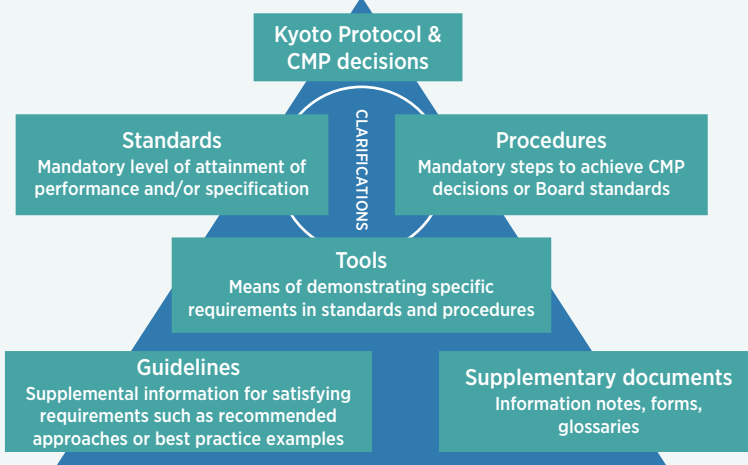 Kyoto Protocol &
CMP decisions
Standards
Mandatory level of attainment of
performance and/or specification
CLARIFICATIONS
Procedures
Mandatory steps to achieve CMP
decisions or Board standards
Tools
Means of demonstrating specific
requirements in standards and procedures
Guidelines
Supplemental information for satisfying
requirements such as recommended
approaches or best practice examples
Supplementary documents
Information notes, forms,
glossaries